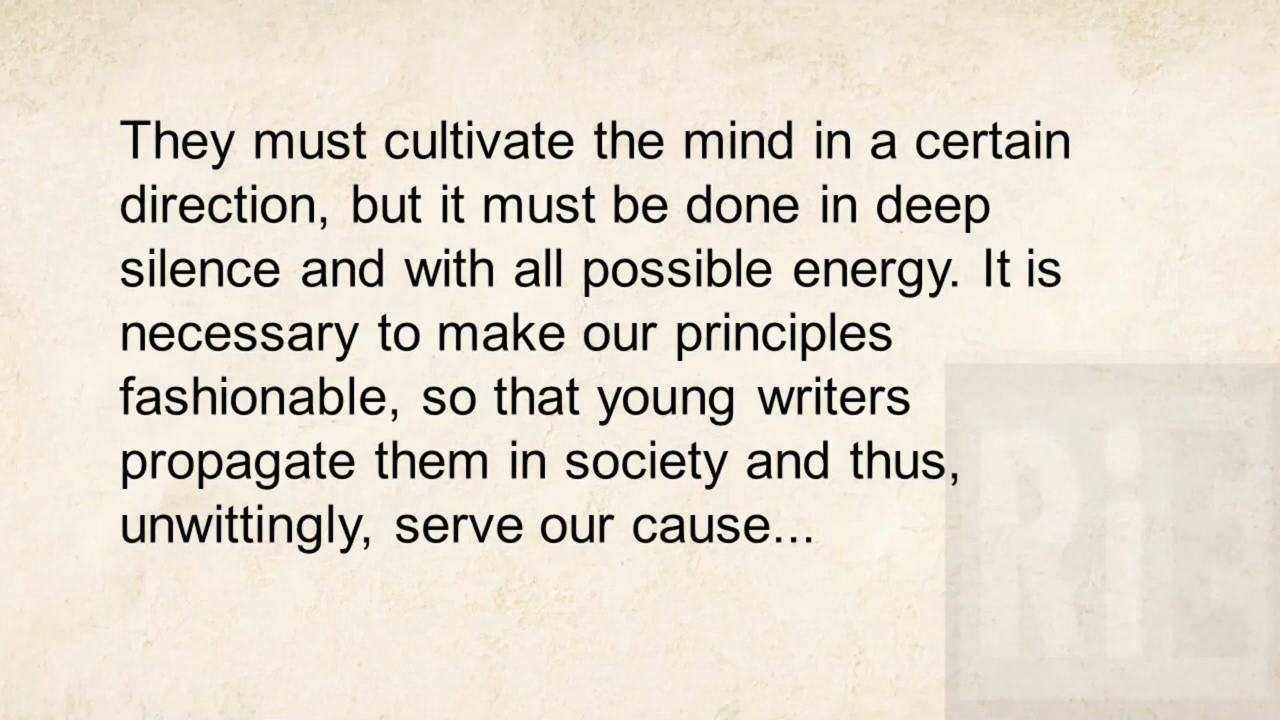 They must cultivate the mind in a certain
direction, but it must be done in deep
silence and with all possible energy. It is
necessary to make our principles
fashionable, so that young writers
propagate them in society and thus,
unwittingly, serve our cause...